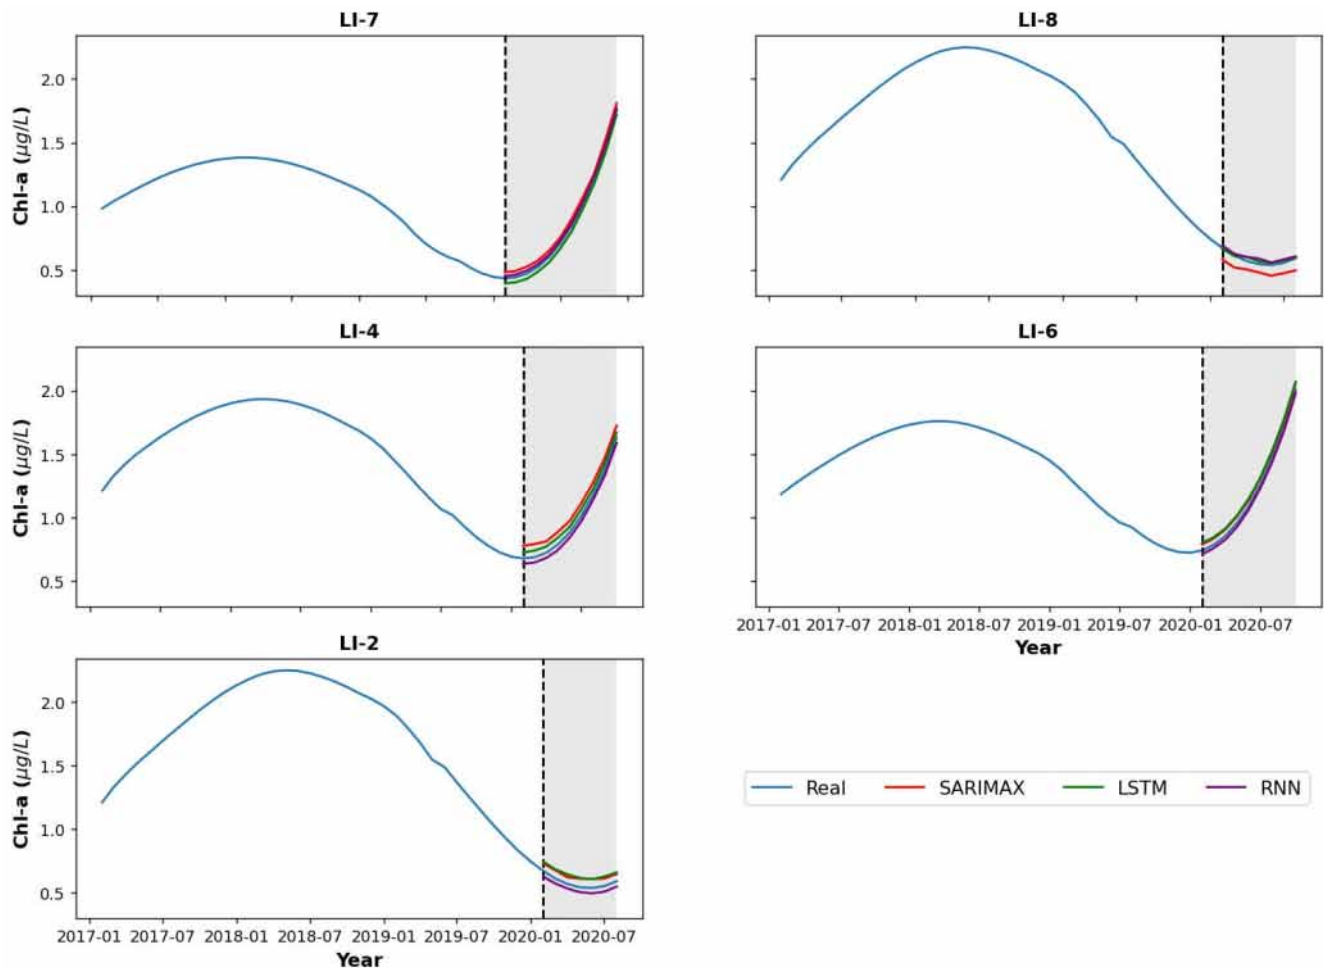 LI-7
LI-8
2.0
1.5
1.0
0.5
Chl-a (μg/L)
LI-4
LI-6
2.0
1.5
1.0
0.5
Chl-a (μg/L)
2017-01 2017-07 2018-01 2018-07 2019-01 2019-07 2020-01 2020-07
Year
LI-2
2.0
1.5
1.0
0.5
Chl-a (μg/L)
2017-01 2017-07 2018-01 2018-07 2019-01 2019-07 2020-01 2020-07
Year
Real SARIMAX LSTM RNN